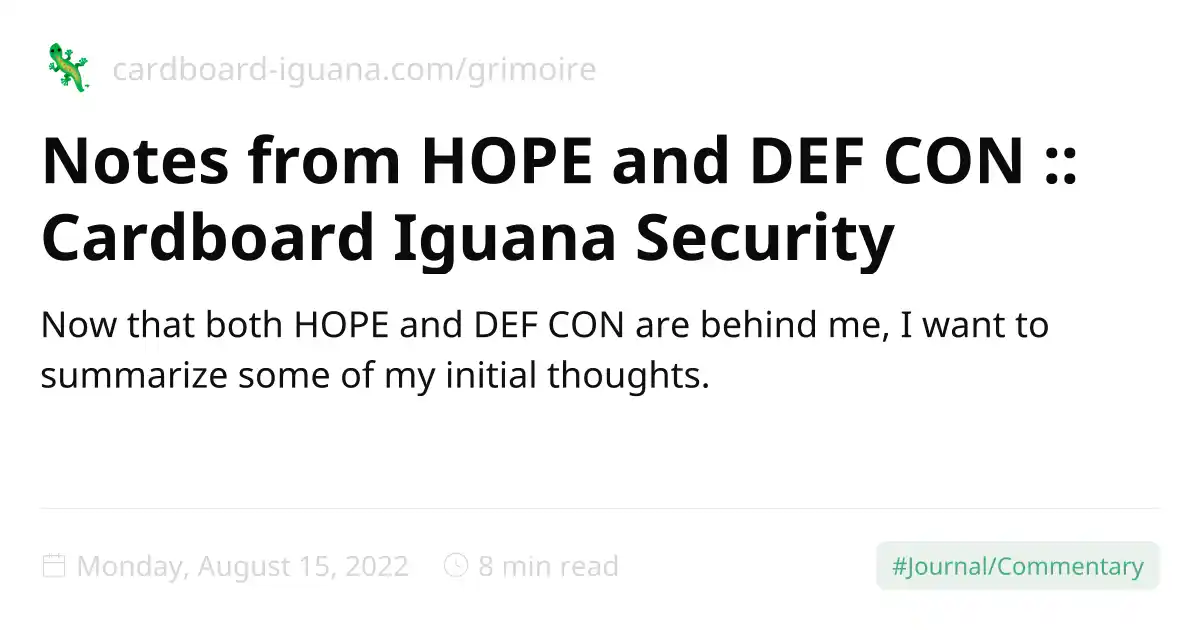 cardboard-iguana.com/grimoire
Notes from HOPE and DEF CON ::
Cardboard Iguana Security
Now that both HOPE and DEF CON are behind me, I want to
summarize some of my initial thoughts.
Monday, August 15, 2022
8 min read
#Journal/Commentary